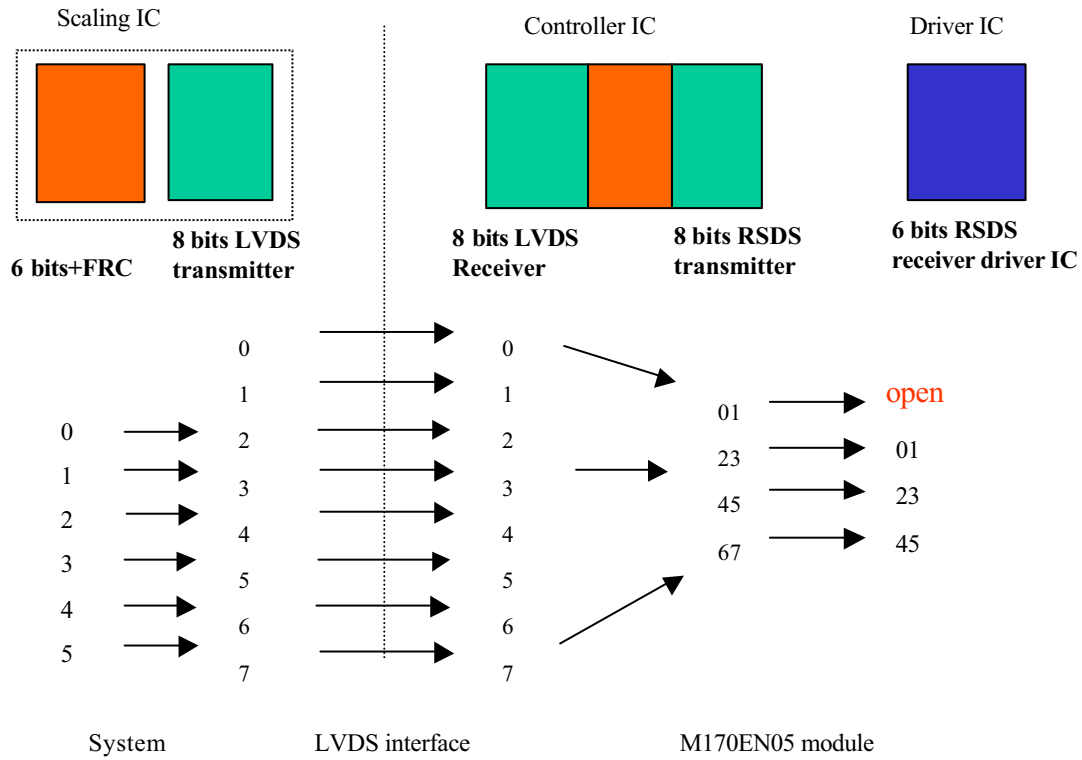 Scaling IC
Controller IC
Driver IC
6 bits+FRC
8 bits LVDS
transmitter
8 bits LVDS
Receiver
8 bits RSDS
transmitter
6 bits RSDS
receiver driver IC
0
1
2
3
4
5
0
1
2
3
4
5
6
7
0
1
2
3
4
5
6
7
01
23
45
67
open
01
23
45
System
LVDS interface
M170EN05 module